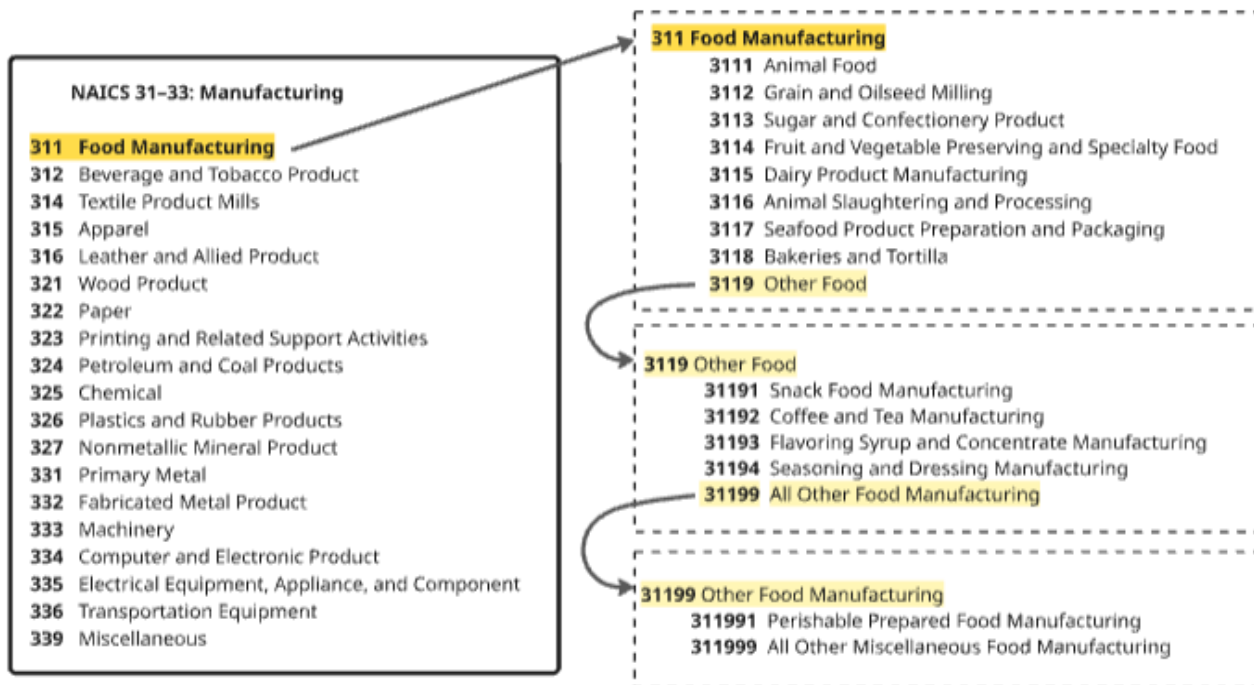 NAICS 31–33: Manufacturing
311 Food Manufacturing
312 Beverage and Tobacco Product
314 Textile Product Mills
315 Apparel
316 Leather and Allied Product
321 Wood Product
322 Paper
323 Printing and Related Support Activities
324 Petroleum and Coal Products
325 Chemical
326 Plastics and Rubber Products
327 Nonmetallic Mineral Product
331 Primary Metal
332 Fabricated Metal Product
333 Machinery
334 Computer and Electronic Product
335 Electrical Equipment, Appliance, and Component
336 Transportation Equipment
339 Miscellaneous
311 Food Manufacturing
3111 Animal Food
3112 Grain and Oilseed Milling
3113 Sugar and Confectionery Product
3114 Fruit and Vegetable Preserving and Specialty Food
3115 Dairy Product Manufacturing
3116 Animal Slaughtering and Processing
3117 Seafood Product Preparation and Packaging
3118 Bakeries and Tortilla
3119 Other Food
3119 Other Food
31191 Snack Food Manufacturing
31192 Coffee and Tea Manufacturing
31193 Flavoring Syrup and Concentrate Manufacturing
31194 Seasoning and Dressing Manufacturing
31199 All Other Food Manufacturing
31199 Other Food Manufacturing
311991 Perishable Prepared Food Manufacturing
311999 All Other Miscellaneous Food Manufacturing